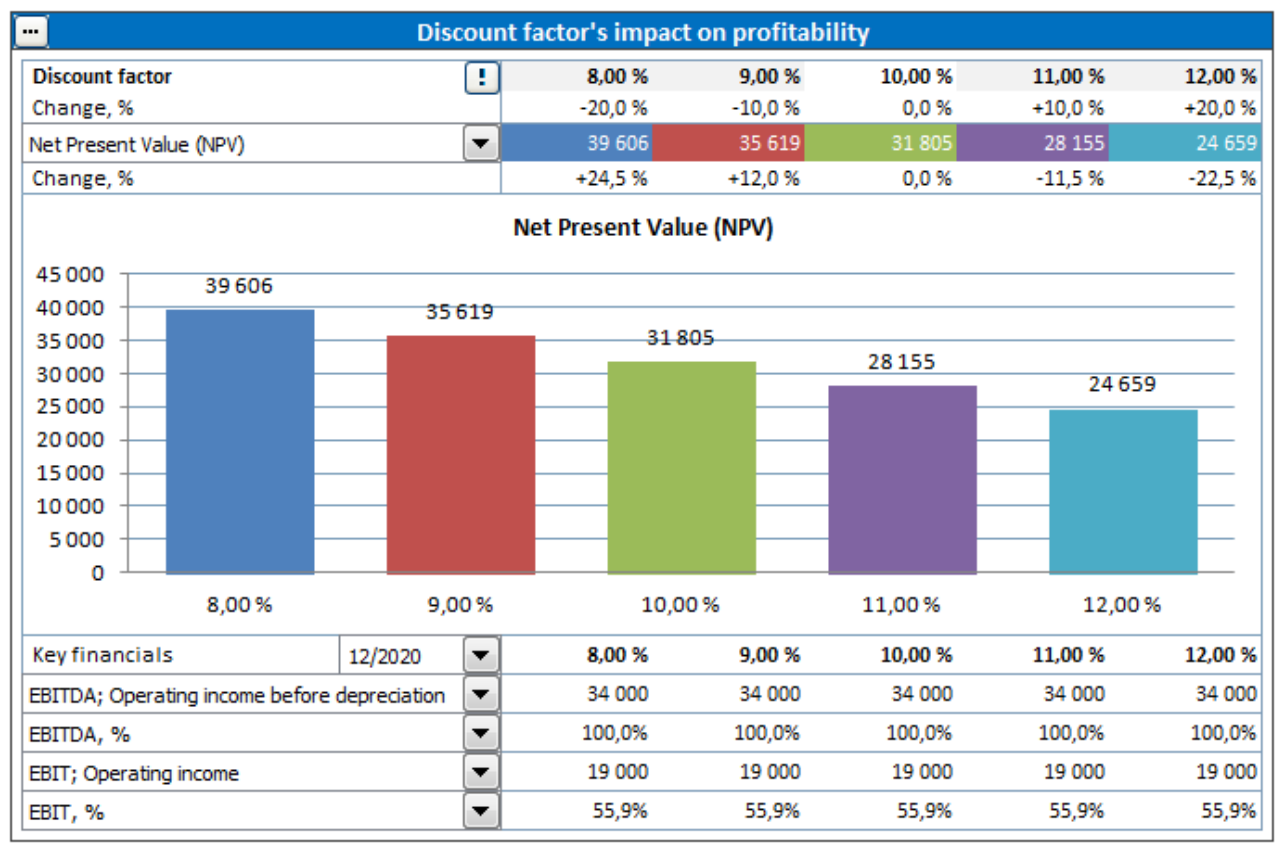 ... Discount factor's impact on profitability
Discount factor ! 8,00 % 9,00 % 10,00 % 11,00 % 12,00 %
Change, % -20,0 % -10,0 % 0,0 % +10,0 % +20,0 %
Net Present Value (NPV) 39 606 35 619 31 805 28 155 24 659
Change, % +24,5 % +12,0 % 0,0 % -11,5 % -22,5 %
Net Present Value (NPV)
45 000
40 000
35 000
30 000
25 000
20 000
15 000
10 000
5 000
0
39 606
35 619
31 805
28 155
24 659
8,00 % 9,00 % 10,00 % 11,00 % 12,00 %
Key financials 12/2020 8,00 % 9,00 % 10,00 % 11,00 % 12,00 %
EBITDA; Operating income before depreciation 34 000 34 000 34 000 34 000 34 000
EBITDA, % 100,0% 100,0% 100,0% 100,0% 100,0%
EBIT; Operating income 19 000 19 000 19 000 19 000 19 000
EBIT, % 55,9% 55,9% 55,9% 55,9% 55,9%